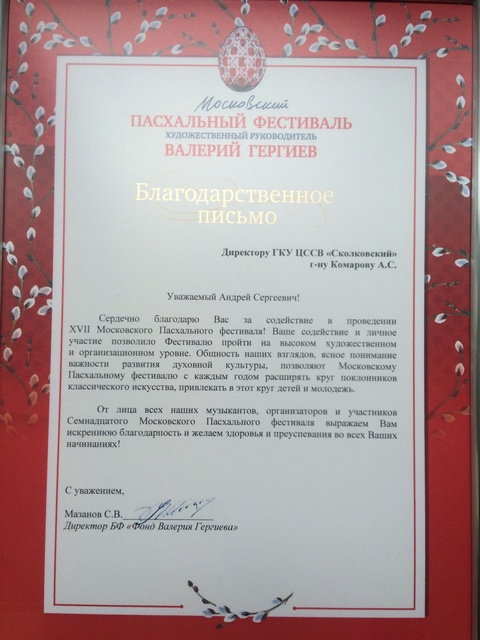 Московский
ПАСХАЛЬНЫЙ ФЕСТИВАЛЬ
ХУДОЖЕСТВЕННЫЙ РУКОВОДИТЕЛЬ
ВАЛЕРИЙ ГЕРГИЕВ
Благодарственное
письмо
Директору ГКУ ЦССВ «Сколковский»
г-ну Комарову А.С.
Уважаемый Андрей Сергеевич!
Сердечно благодарю Вас за содействие в проведении
XVII Московского Пасхального фестиваля! Ваше содействие и личное
участие позволило Фестивалю пройти на высоком художественном
и организационном уровне. Общность наших взглядов, ясное понимание
важности развития духовной культуры, позволяют Московскому
Пасхальному фестивалю с каждым годом расширять круг поклонников
классического искусства, привлекать в этот круг детей и молодежь.
От лица всех наших музыкантов, организаторов и участников
Семнадцатого Московского Пасхального фестиваля выражаем Вам
искреннюю благодарность и желаем здоровья и преуспевания во всех Ваших
начинаниях!
С уважением,
Мазанов С.В.
Директор БФ «Фонд Валерия Гергиева»